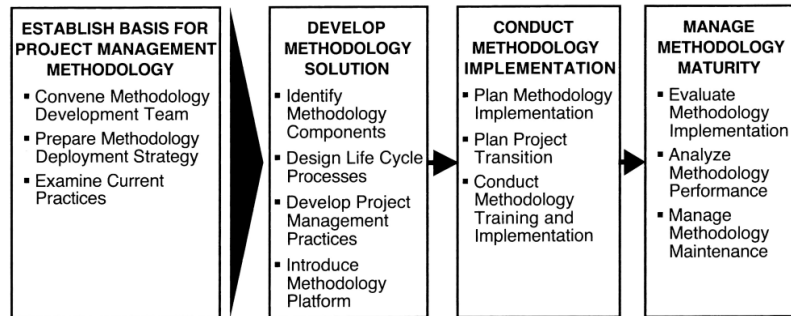 ESTABLISH BASIS FOR
PROJECT MANAGEMENT
METHODOLOGY
▪ Convene Methodology
Development Team
▪ Prepare Methodology
Deployment Strategy
▪ Examine Current
Practices
DEVELOP
METHODOLOGY
SOLUTION
▪ Identify
Methodology
Components
▪ Design Life Cycle
Processes
▪ Develop Project
Management
Practices
▪ Introduce
Methodology
Platform
CONDUCT
METHODOLOGY
IMPLEMENTATION
▪ Plan Methodology
Implementation
▪ Plan Project
Transition
▪ Conduct
Methodology
Training and
Implementation
MANAGE
METHODOLOGY
MATURITY
▪ Evaluate
Methodology
Implementation
▪ Analyze
Methodology
Performance
▪ Manage
Methodology
Maintenance